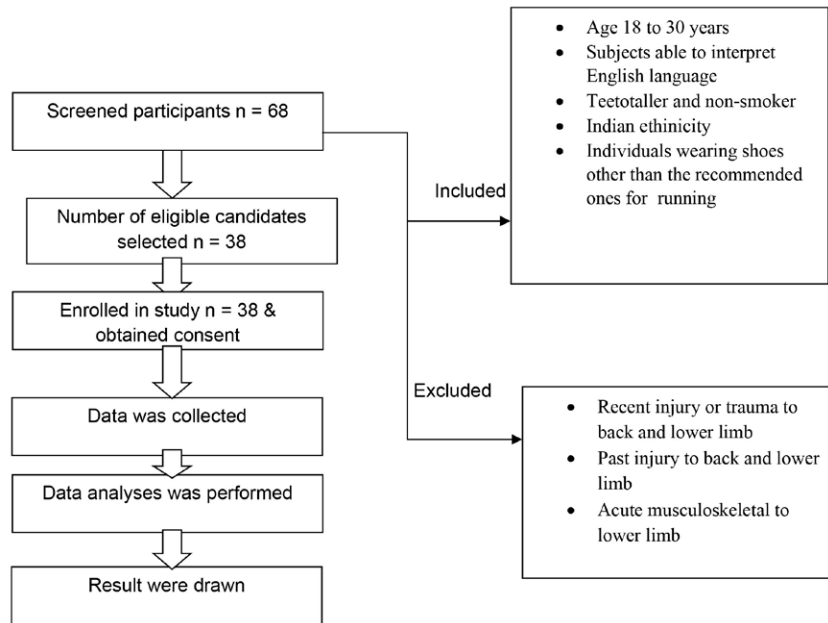 Screened participants n = 68
Number of eligible candidates
selected n = 38
Enrolled in study n = 38 &
obtained consent
Data was collected
Data analyses was performed
Result were drawn
Included
• Age 18 to 30 years
• Subjects able to interpret
English language
• Teetotaller and non-smoker
• Indian ethinicity
• Individuals wearing shoes
other than the recommended
ones for running
Excluded
• Recent injury or trauma to
back and lower limb
• Past injury to back and lower
limb
• Acute musculoskeletal to
lower limb